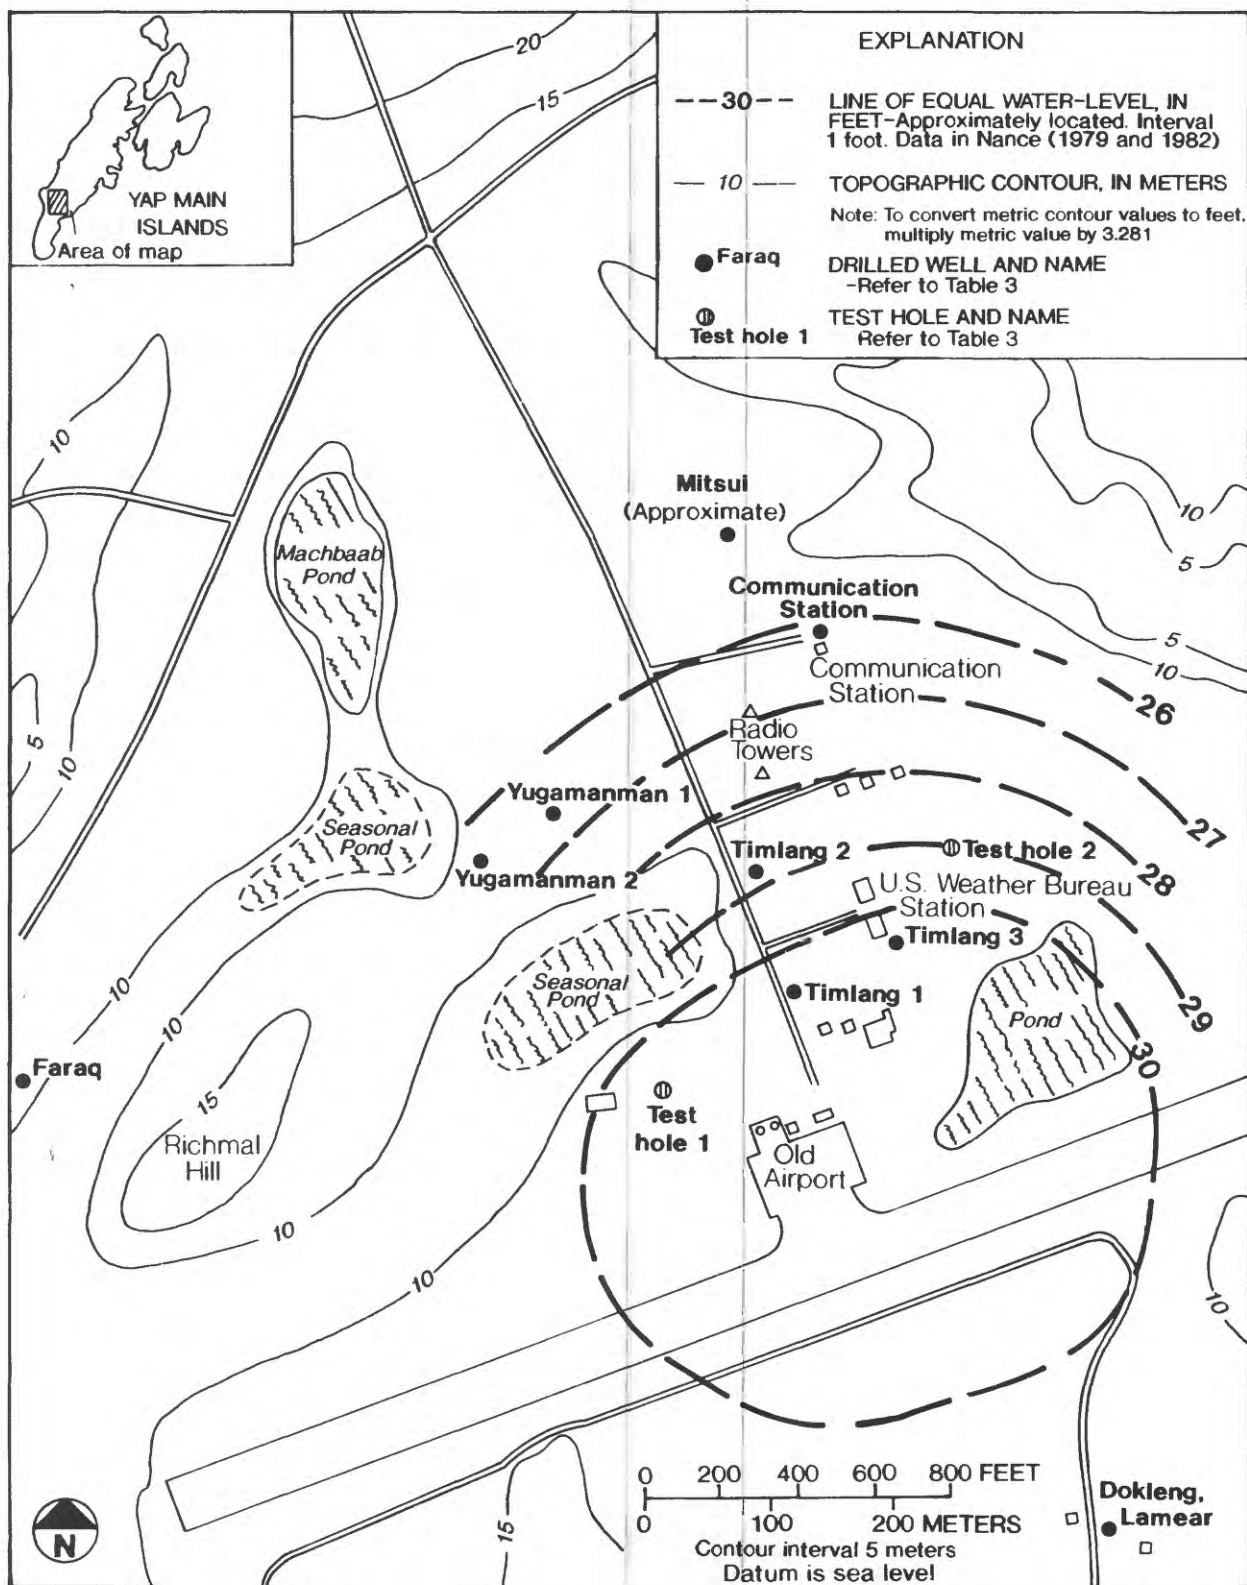 YAP MAIN
ISLANDS
Area of map
EXPLANATION
30
LINE OF EQUAL WATER-LEVEL, IN
FEET-Approximately located. Interval
1 foot. Data in Nance (1979 and 1982)
10
TOPOGRAPHIC CONTOUR, IN METERS
Note: To convert metric contour values to feet,
multiply metric value by 3.281
Faraq
DRILLED WELL AND NAME
-Refer to Table 3
Test hole 1
TEST HOLE AND NAME
Refer to Table 3
20
15
10
10
5
Mitsui
(Approximate)
Machbaab
Pond
Communication
Station
5
10
Communication
Station
26
5
10
Radio
Towers
27
Yugamanman 1
Seasonal
Pond
Yugamanman 2
Timlang 2
Test hole 2
28
U.S. Weather Bureau
Station
Timlang 3
10
10
Seasonal
Pond
Timlang 1
29
Pond
30
Faraq
15
Test
hole 1
Richmal
Hill
Old
Airport
10
10
10
15
0 200 400 600 800 FEET
0 100 200 METERS
Contour interval 5 meters
Datum is sea level
Dokleng,
Lamear
N